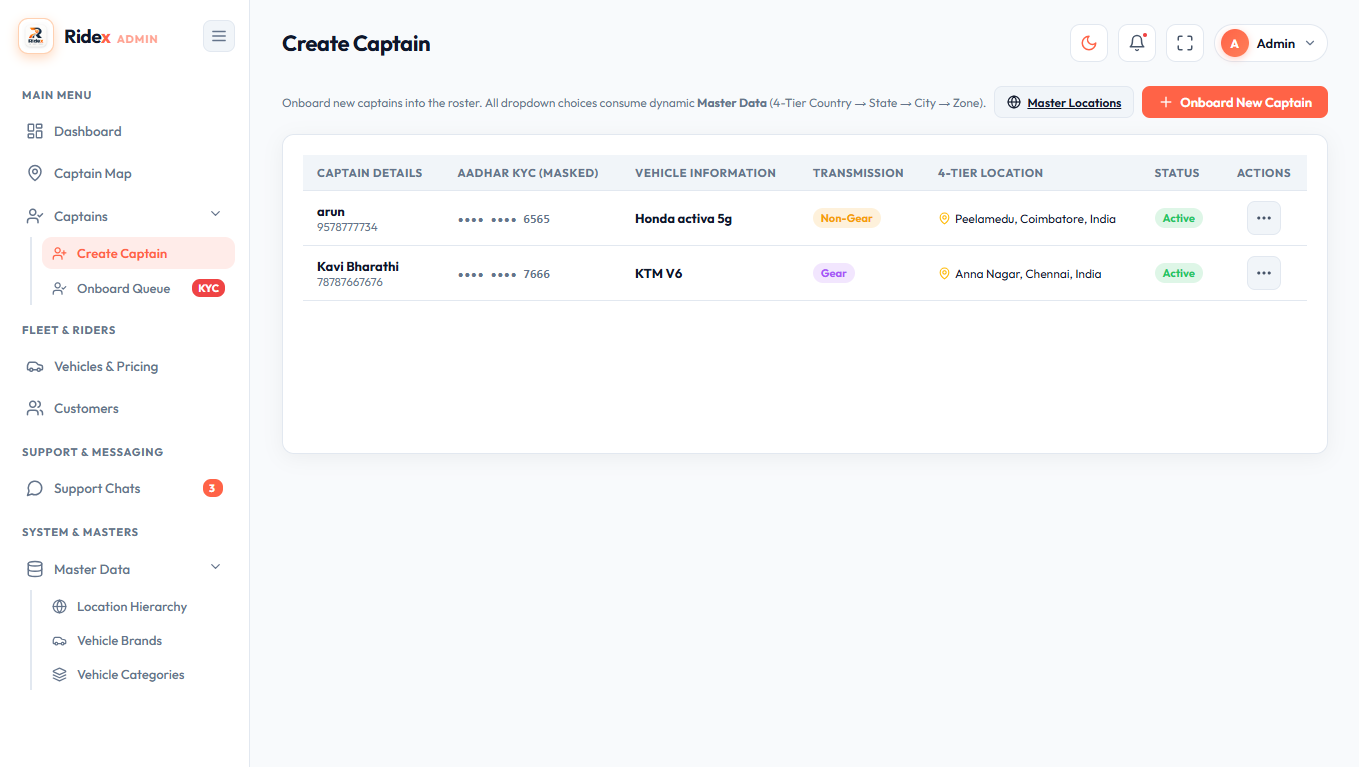 Ridex ADMIN
MAIN MENU
Dashboard
Captain Map
Captains
Create Captain
Onboard Queue KYC
FLEET & RIDERS
Vehicles & Pricing
Customers
SUPPORT & MESSAGING
Support Chats 3
SYSTEM & MASTERS
Master Data
Location Hierarchy
Vehicle Brands
Vehicle Categories
Create Captain
A Admin
Onboard new captains into the roster. All dropdown choices consume dynamic Master Data (4-Tier Country → State → City → Zone).
Master Locations
+ Onboard New Captain
CAPTAIN DETAILS AADHAR KYC (MASKED) VEHICLE INFORMATION TRANSMISSION 4-TIER LOCATION STATUS ACTIONS
arun
9578777734
•••• •••• 6565
Honda activa 5g
Non-Gear
Peelamedu, Coimbatore, India
Active
•••
Kavi Bharathi
78787667676
•••• •••• 7666
KTM V6
Gear
Anna Nagar, Chennai, India
Active
•••